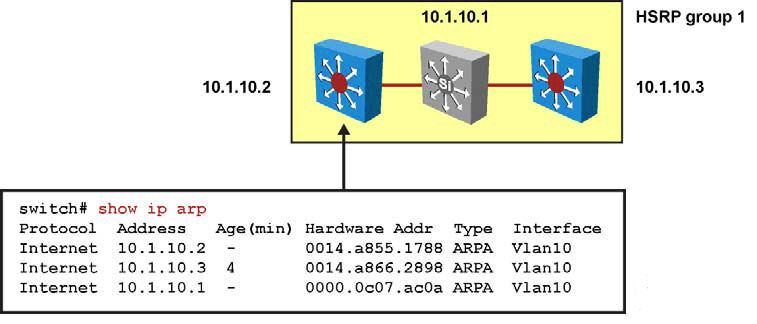 10.1.10.1
HSRP group 1
10.1.10.2
Si
10.1.10.3
switch# show ip arp
Protocol Address Age(min) Hardware Addr Type Interface
Internet 10.1.10.2 - 0014.a855.1788 ARPA Vlan10
Internet 10.1.10.3 4 0014.a866.2898 ARPA Vlan10
Internet 10.1.10.1 - 0000.0c07.ac0a ARPA Vlan10